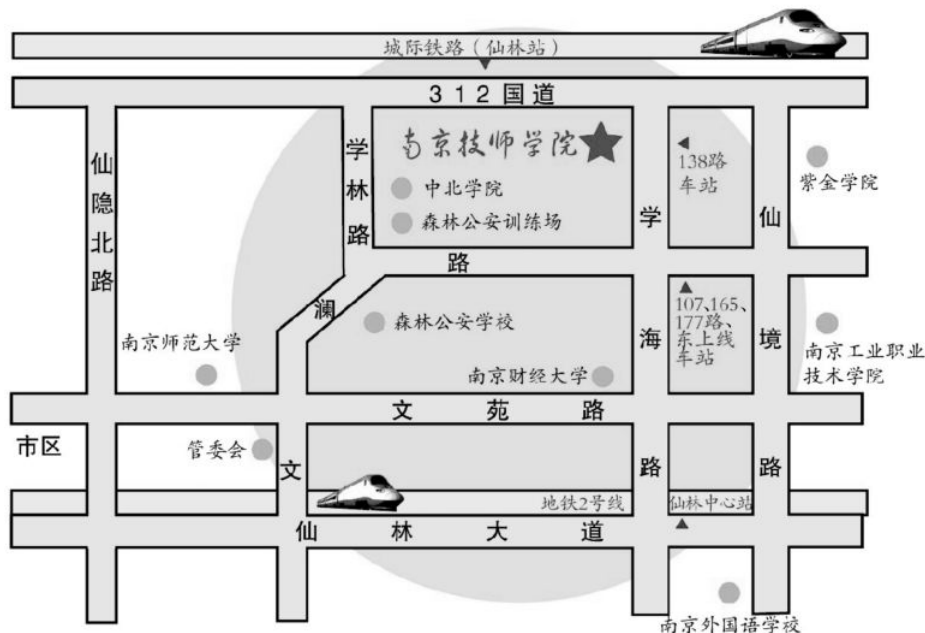 城际铁路（仙林站）
312国道
仙隐北路
学林路
南京技师学院
138路
车站
紫金学院
中北学院
森林公安训练场
学海路
仙境路
文澜路
107、165、
177路、
东上线
车站
森林公安学校
南京师范大学
南京工业职业
技术学院
南京财经大学
文苑路
市区
管委会
地铁2号线
仙林中心站
仙林大道
南京外国语学校